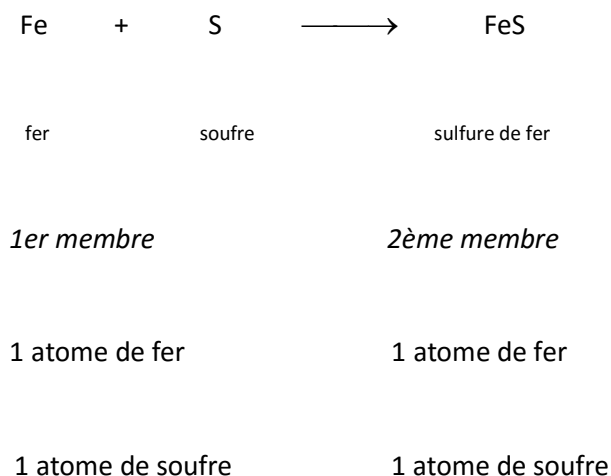 Fe + S ⟶ FeS
fer soufre sulfure de fer
1er membre 2ème membre
1 atome de fer 1 atome de fer
1 atome de soufre 1 atome de soufre